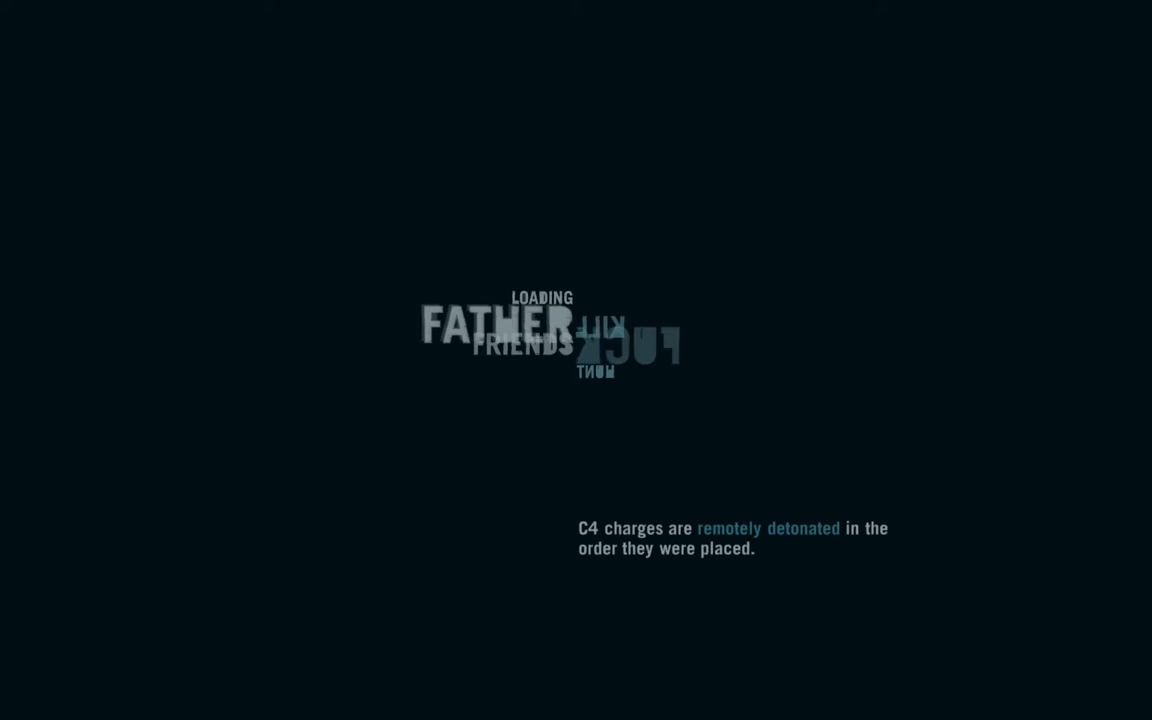 LOADING
FATHER
KILL
FRIENDS
FUCK
HUNT
C4 charges are remotely detonated in the
order they were placed.